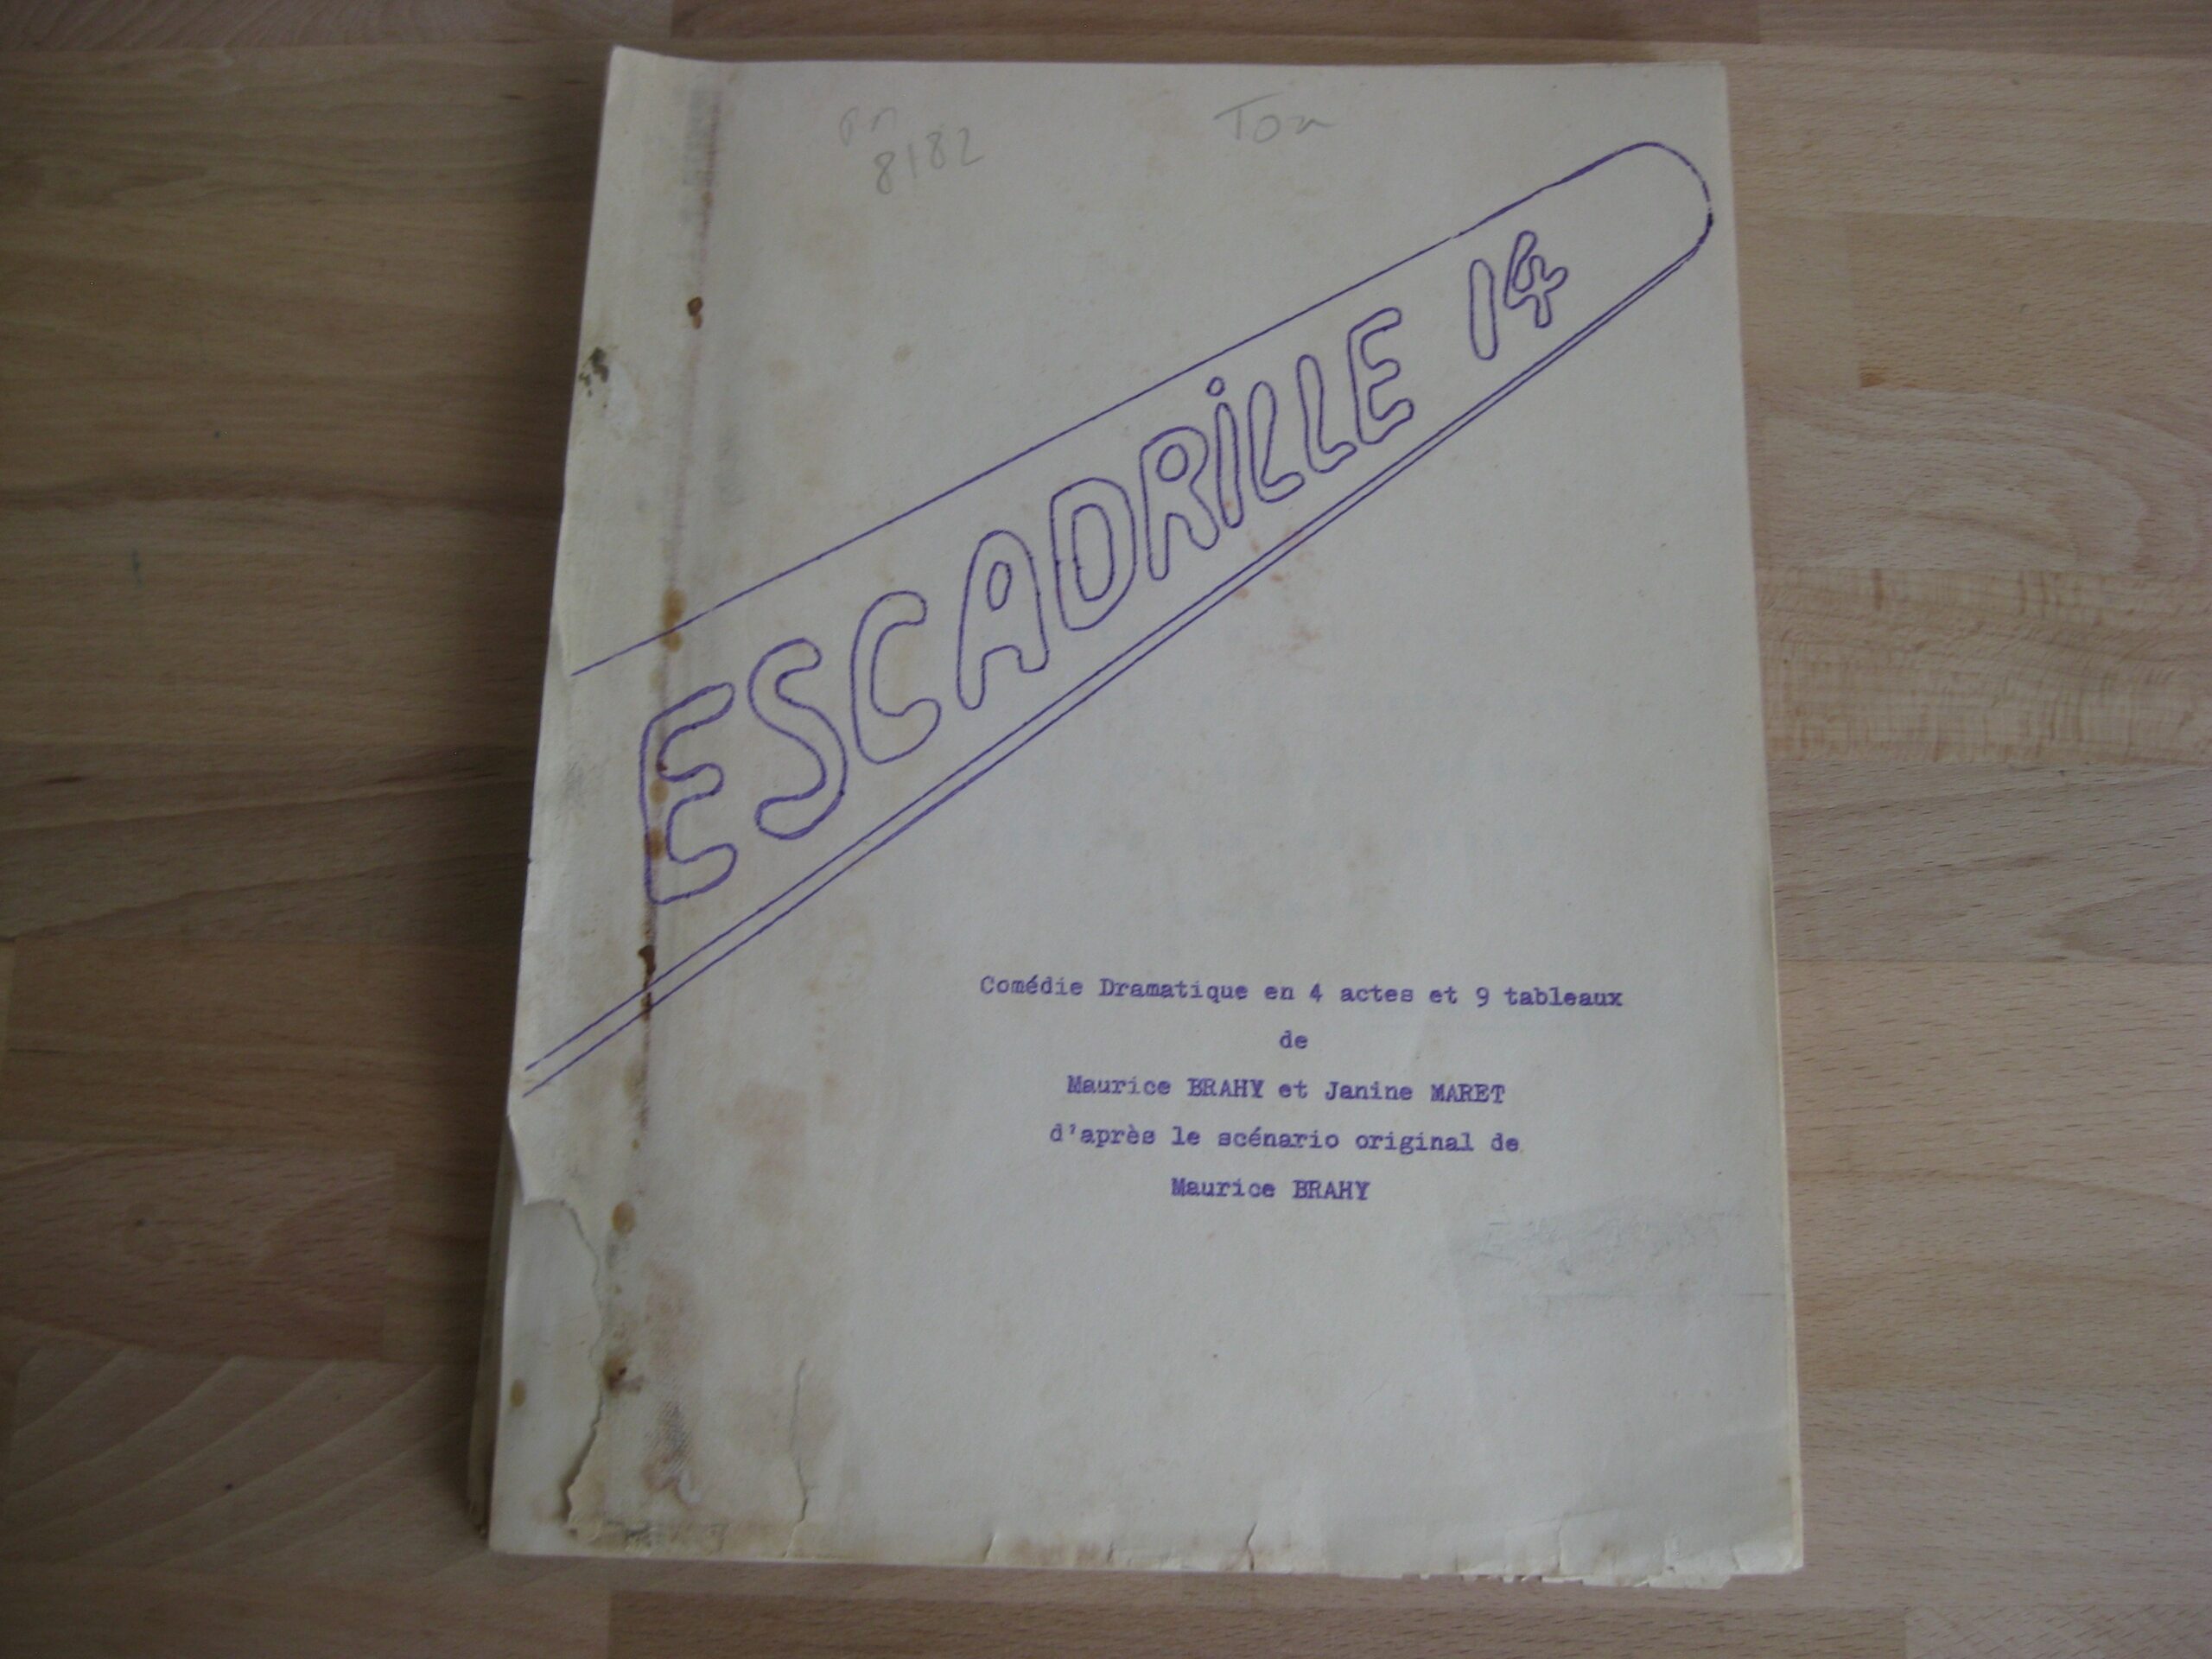 8182
ESCADRiLLE 14
Comédie Dramatique en 4 actes et 9 tableaux
de
Maurice BRAHY et Janine MARET
d'après le scénario original de
Maurice BRAHY